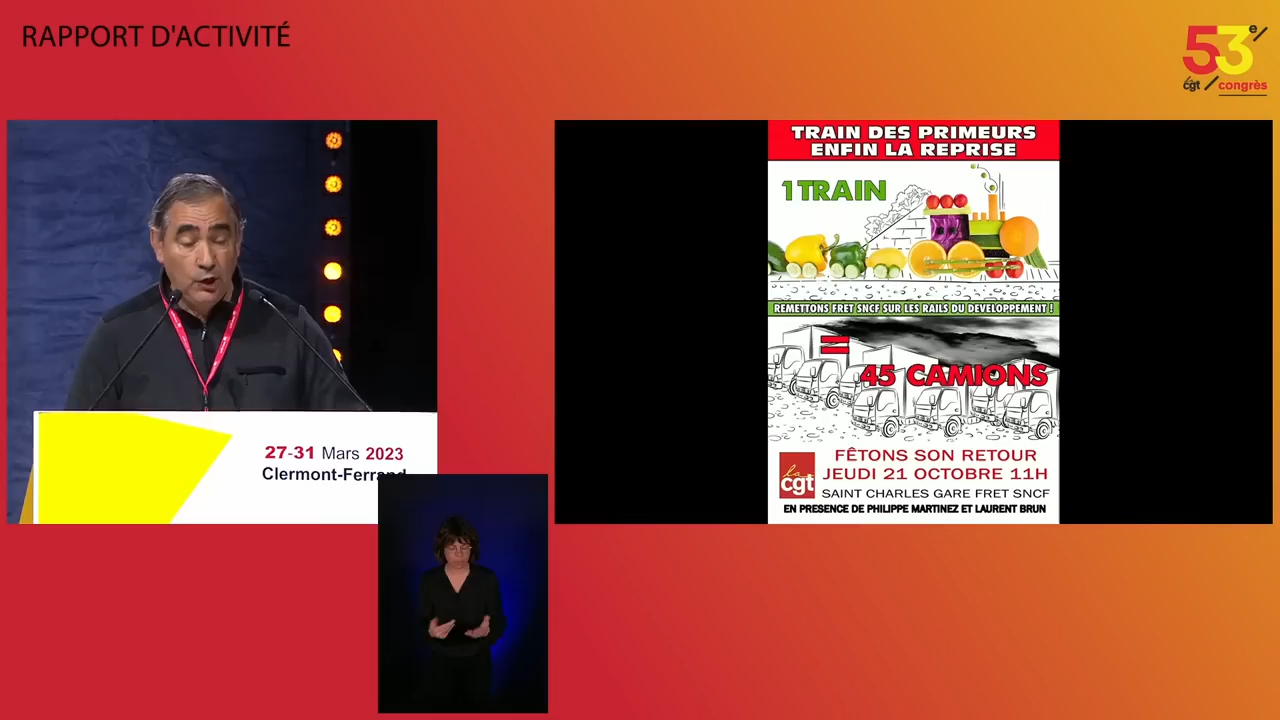 RAPPORT D'ACTIVITÉ
53e
la cgt congrès
TRAIN DES PRIMEURS
ENFIN LA REPRISE
1 TRAIN
REMETTONS FRET SNCF SUR LES RAILS DU DEVELOPPEMENT !
=
45 CAMIONS
la cgt
FÊTONS SON RETOUR
JEUDI 21 OCTOBRE 11H
SAINT CHARLES GARE FRET SNCF
EN PRESENCE DE PHILIPPE MARTINEZ ET LAURENT BRUN
27-31 Mars 2023
Clermont-Ferrand